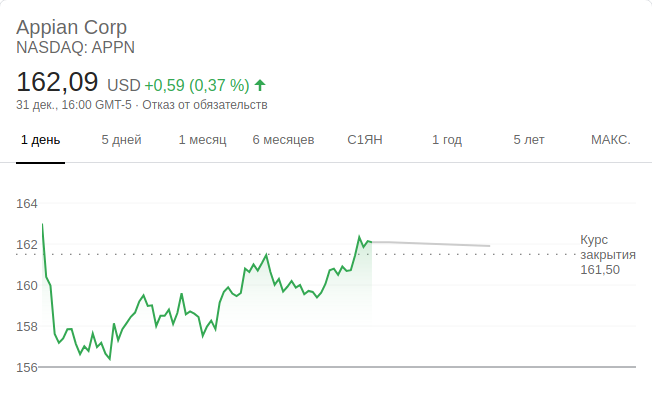 Appian Corp
NASDAQ: APPN
162,09 USD +0,59 (0,37 %)
31 дек., 16:00 GMT-5 · Отказ от обязательств
1 день 5 дней 1 месяц 6 месяцев С1ЯН 1 год 5 лет МАКС.
164
162
160
158
156
Курс
закрытия
161,50